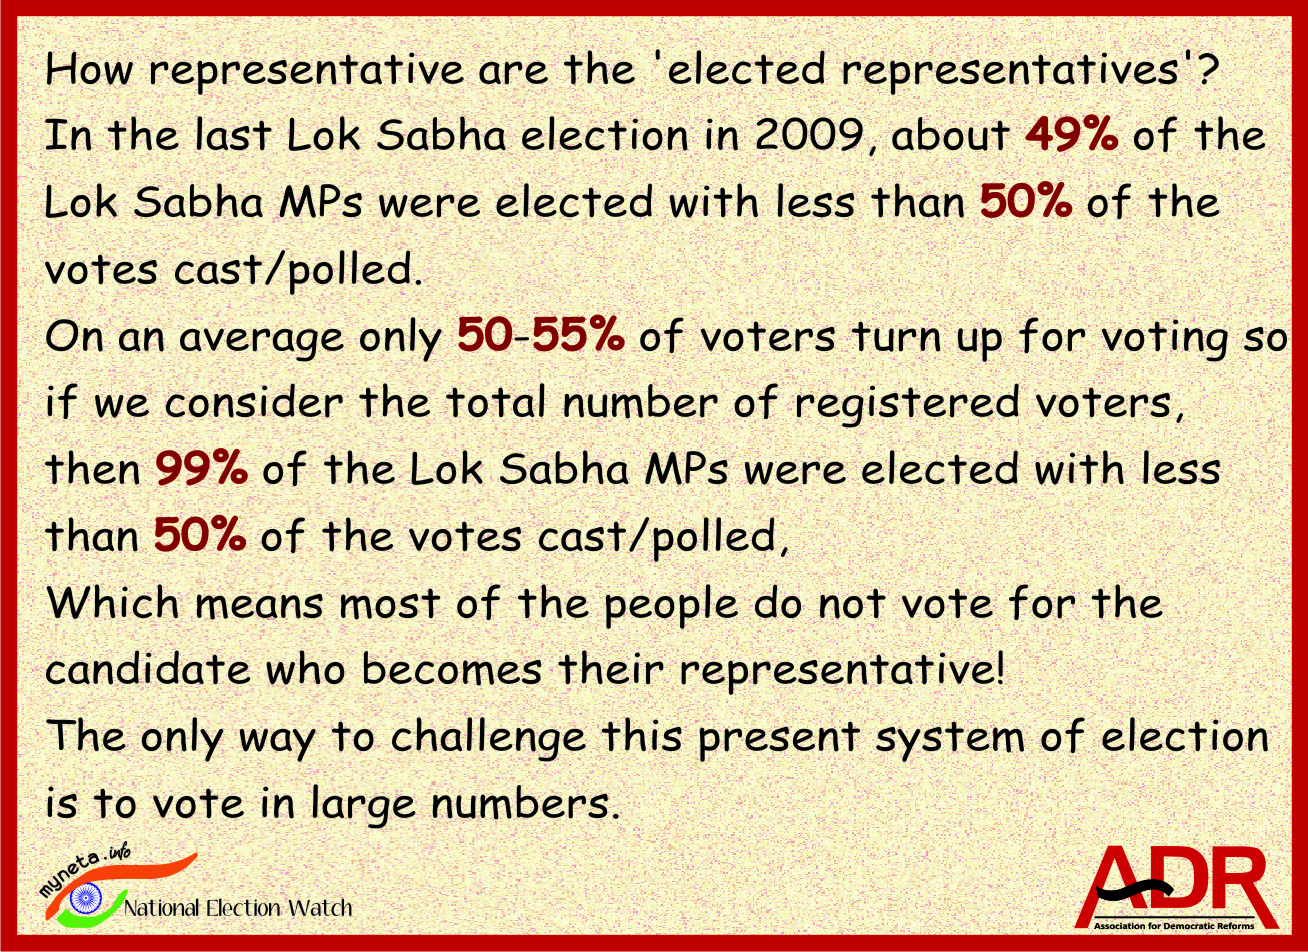 How representative are the 'elected representatives'?
In the last Lok Sabha election in 2009, about 49% of the
Lok Sabha MPs were elected with less than 50% of the
votes cast/polled.
On an average only 50-55% of voters turn up for voting so
if we consider the total number of registered voters,
then 99% of the Lok Sabha MPs were elected with less
than 50% of the votes cast/polled,
Which means most of the people do not vote for the
candidate who becomes their representative!
The only way to challenge this present system of election
is to vote in large numbers.
myneta.info
National Election Watch
ADR
Association for Democratic Reforms